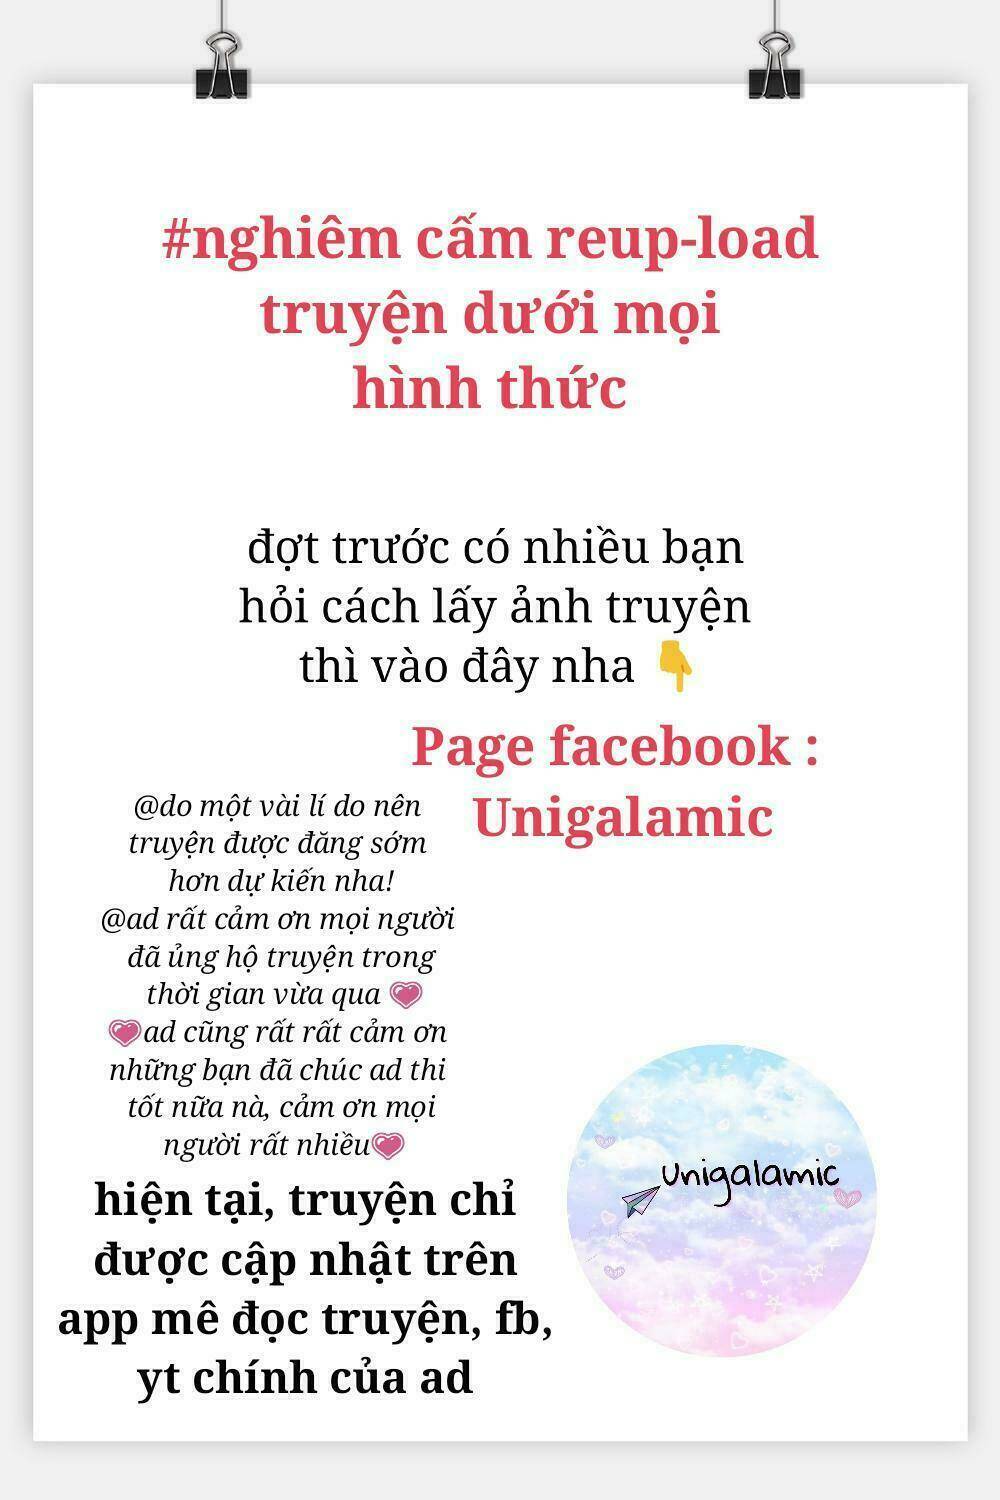 #nghiêm cấm reup-load
truyện dưới mọi
hình thức
đợt trước có nhiều bạn
hỏi cách lấy ảnh truyện
thì vào đây nha 👇
Page facebook :
Unigalamic
@do một vài lí do nên
truyện được đăng sớm
hơn dự kiến nha!
@ad rất cảm ơn mọi người
đã ủng hộ truyện trong
thời gian vừa qua 💗
💗ad cũng rất rất cảm ơn
những bạn đã chúc ad thi
tốt nữa nà, cảm ơn mọi
người rất nhiều💗
hiện tại, truyện chỉ
được cập nhật trên
app mê đọc truyện, fb,
yt chính của ad
Unigalamic